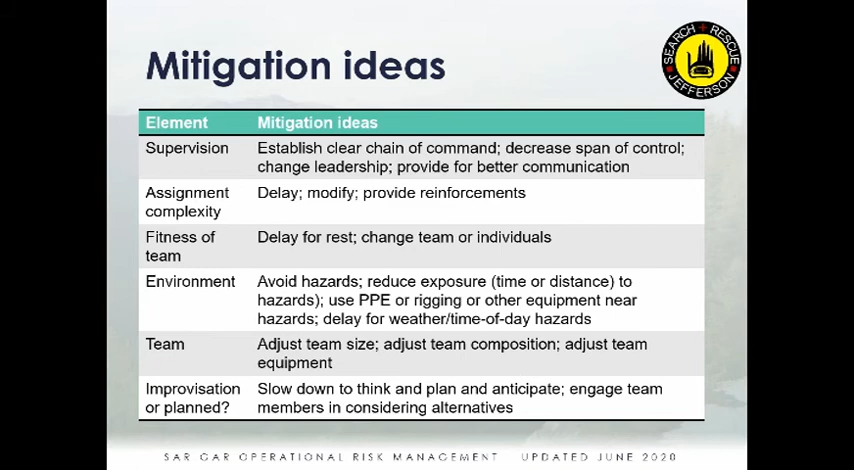 Mitigation ideas
SEARCH + RESCUE
JEFFERSON
Element Mitigation ideas
Supervision Establish clear chain of command; decrease span of control;
change leadership; provide for better communication
Assignment Delay; modify; provide reinforcements
complexity
Fitness of Delay for rest; change team or individuals
team
Environment Avoid hazards; reduce exposure (time or distance) to
hazards); use PPE or rigging or other equipment near
hazards; delay for weather/time-of-day hazards
Team Adjust team size; adjust team composition; adjust team
equipment
Improvisation Slow down to think and plan and anticipate; engage team
or planned? members in considering alternatives
SAR GAR OPERATIONAL RISK MANAGEMENT UPDATED JUNE 2020